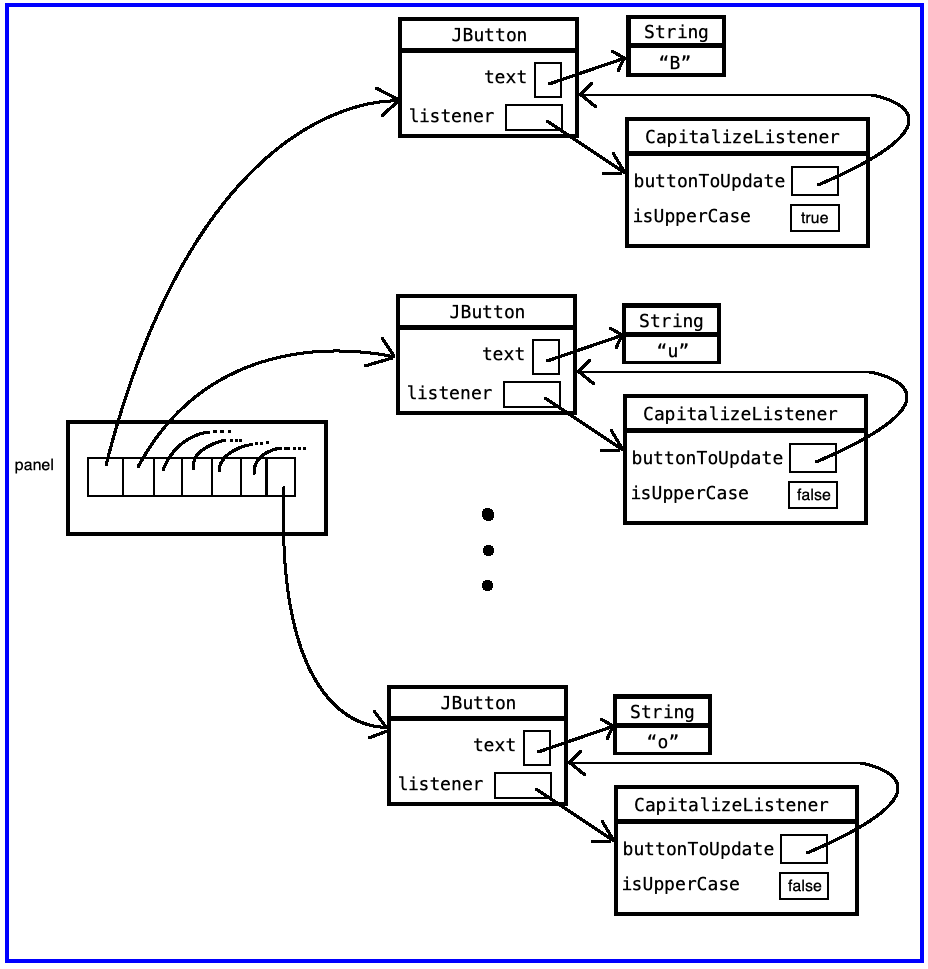 JButton
String
text
“B”
listener
CapitalizeListener
buttonToUpdate
isUpperCase true
JButton
String
text
“u”
listener
CapitalizeListener
buttonToUpdate
panel
isUpperCase false
JButton
String
text
“o”
listener
CapitalizeListener
buttonToUpdate
isUpperCase false